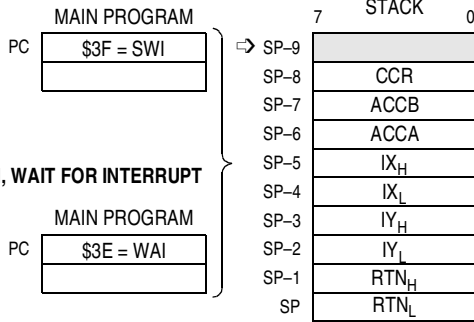 MAIN PROGRAM
PC $3F = SWI
, WAIT FOR INTERRUPT
MAIN PROGRAM
PC $3E = WAI
STACK
7 0
⇨ SP–9
SP–8 CCR
SP–7 ACCB
SP–6 ACCA
SP–5 IXH
SP–4 IXL
SP–3 IYH
SP–2 IYL
SP–1 RTNH
SP RTNL